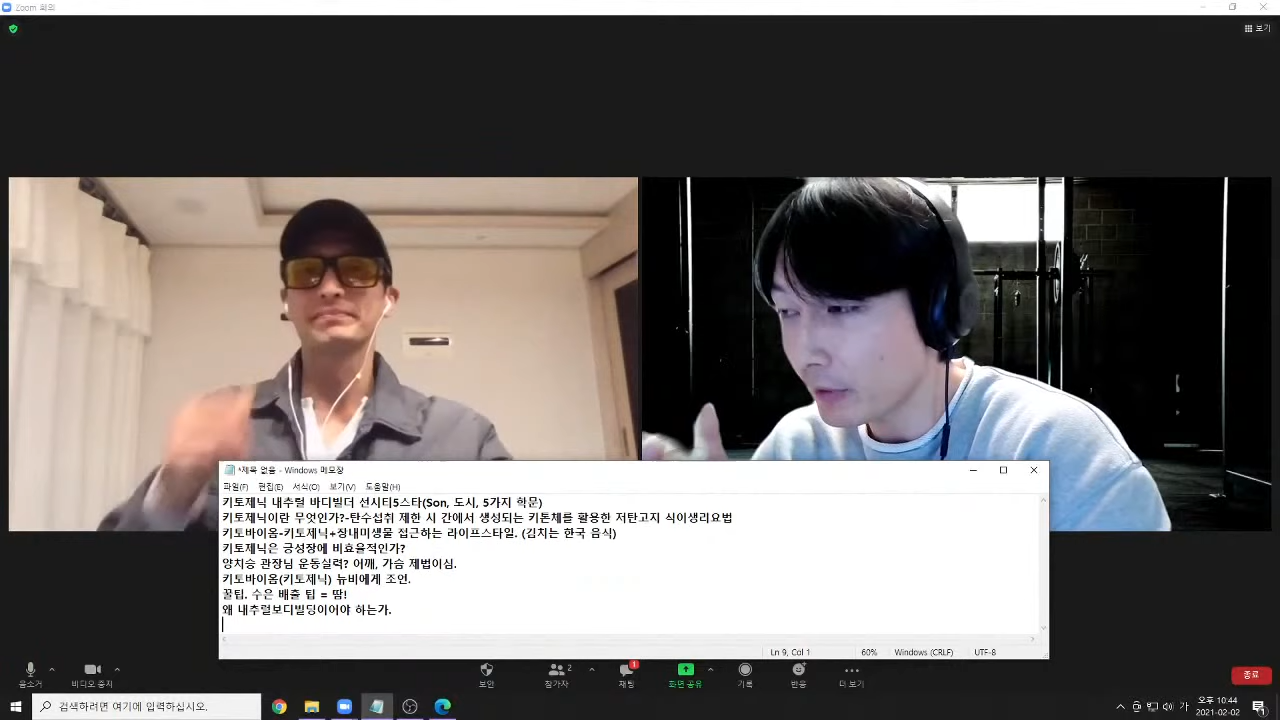 Zoom 회의
보기
*제목 없음 - Windows 메모장
파일(F) 편집(E) 서식(O) 보기(V) 도움말(H)
키토제닉 내추럴 바디빌더 선시티5스타(Son, 도시, 5가지 학문)
키토제닉이란 무엇인가?-탄수섭취 제한 시 간에서 생성되는 키톤체를 활용한 저탄고지 식이생리요법
키토바이옴-키토제닉+장내미생물 접근하는 라이프스타일. (김치는 한국 음식)
키토제닉은 긍성장에 비효율적인가?
양치승 관장님 운동실력? 어깨, 가슴 제법이심.
키토바이옴(키토제닉) 뉴비에게 조언.
꿀팁. 수은 배출 팁 = 땀!
왜 내추럴보디빌딩이어야 하는가.
Ln 9, Col 1 60% Windows (CRLF) UTF-8
음소거 비디오 중지 보안 참가자 2 채팅 1 화면 공유 기록 반응 더 보기 종료
검색하려면 여기에 입력하십시오.
가 오후 10:44
2021-02-02
1